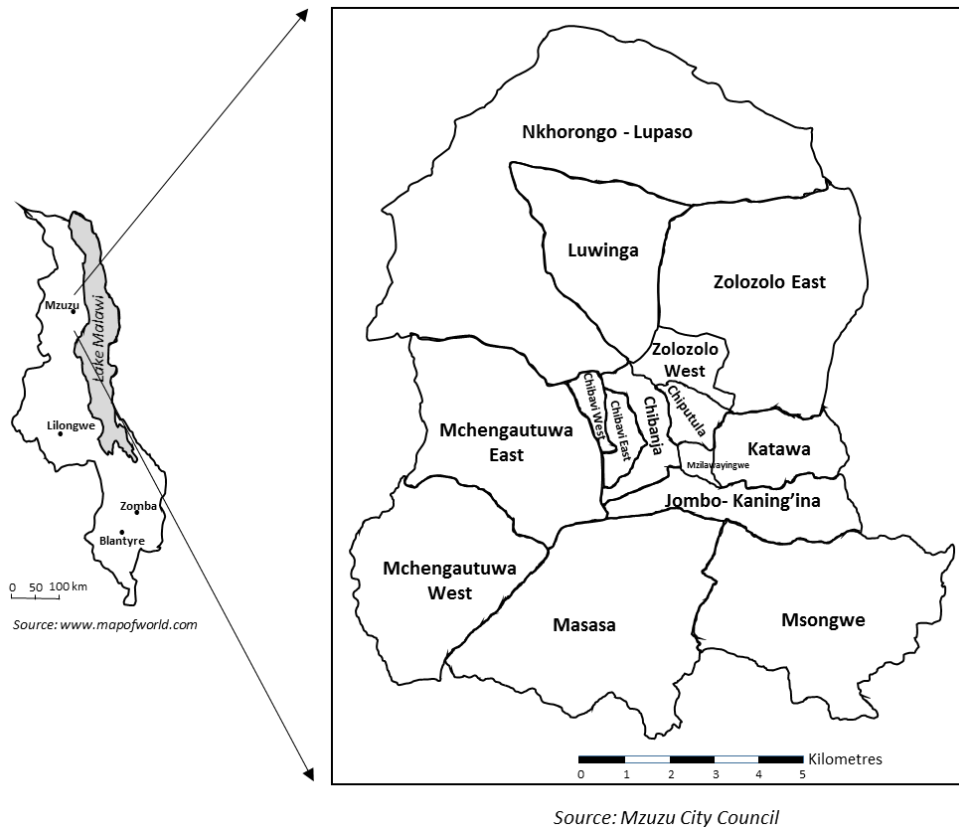 Mzuzu
Lake Malawi
Lilongwe
Zomba
Blantyre
0 50 100 km
Source: www.mapofworld.com
Nkhorongo - Lupaso
Luwinga
Zolozolo East
Zolozolo
West
Chibavi West
Chibavi East
Chibanja
Chiputula
Mchengautuwa
East
Katawa
Mzilawayingwe
Jombo- Kaning'ina
Mchengautuwa
West
Masasa
Msongwe
Kilometres
0 1 2 3 4 5
Source: Mzuzu City Council